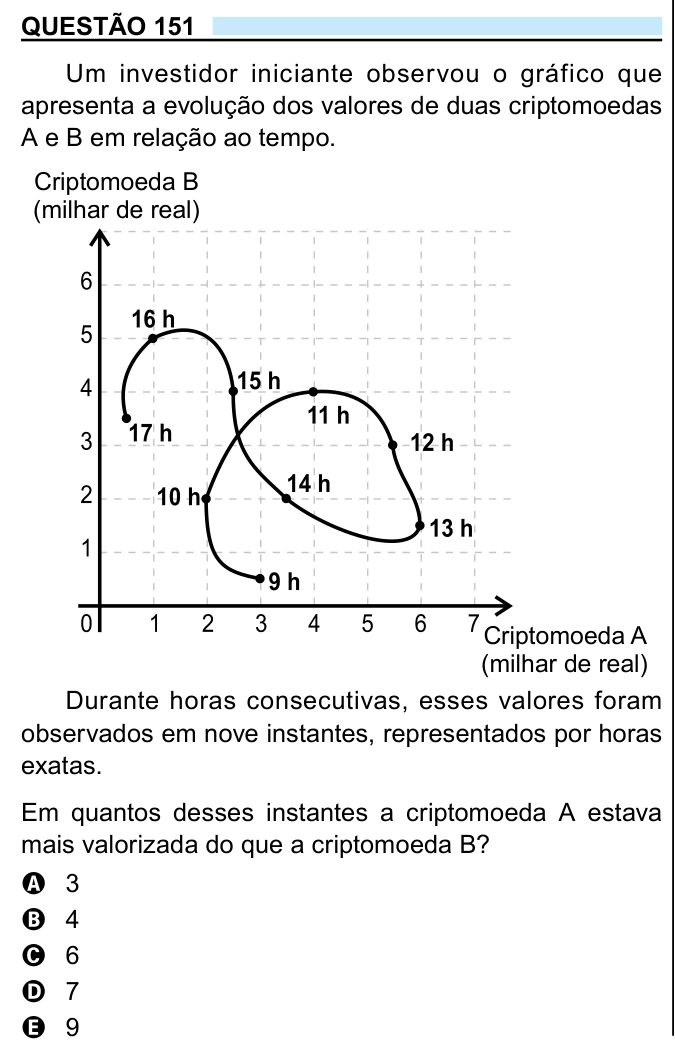 QUESTÃO 151
Um investidor iniciante observou o gráfico que
apresenta a evolução dos valores de duas criptomoedas
A e B em relação ao tempo.
Criptomoeda B
(milhar de real)
6
16 h
5
15 h
4
11 h
17 h
3
12 h
14 h
2
10 h
13 h
1
9 h
0 1 2 3 4 5 6 7
Criptomoeda A
(milhar de real)
Durante horas consecutivas, esses valores foram
observados em nove instantes, representados por horas
exatas.
Em quantos desses instantes a criptomoeda A estava
mais valorizada do que a criptomoeda B?
A 3
B 4
C 6
D 7
E 9